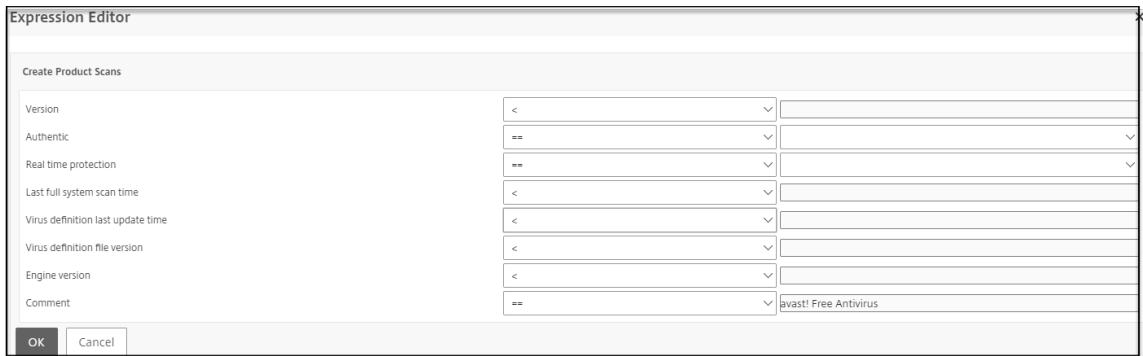 Expression Editor
×
Create Product Scans
Version <
Authentic ==
Real time protection ==
Last full system scan time <
Virus definition last update time <
Virus definition file version <
Engine version <
Comment == avast! Free Antivirus
OK Cancel